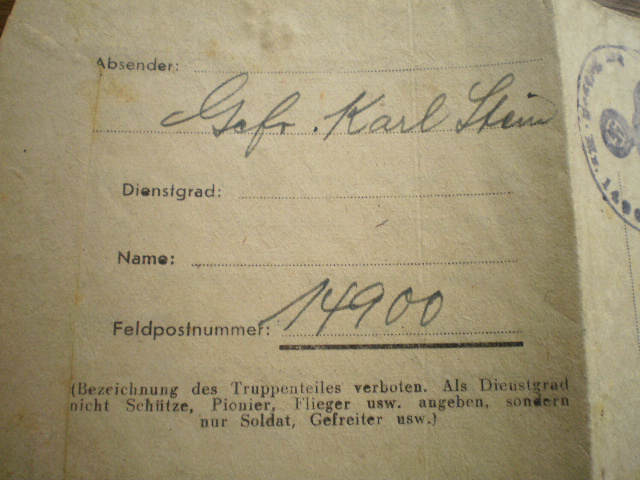 Absender:
Gefr. Karl Stein
Dienstgrad:
Name:
Feldpostnummer: 14900
(Bezeichnung des Truppenteiles verboten. Als Dienstgrad
nicht Schütze, Pionier, Flieger usw. angeben, sondern
nur Soldat, Gefreiter usw.)